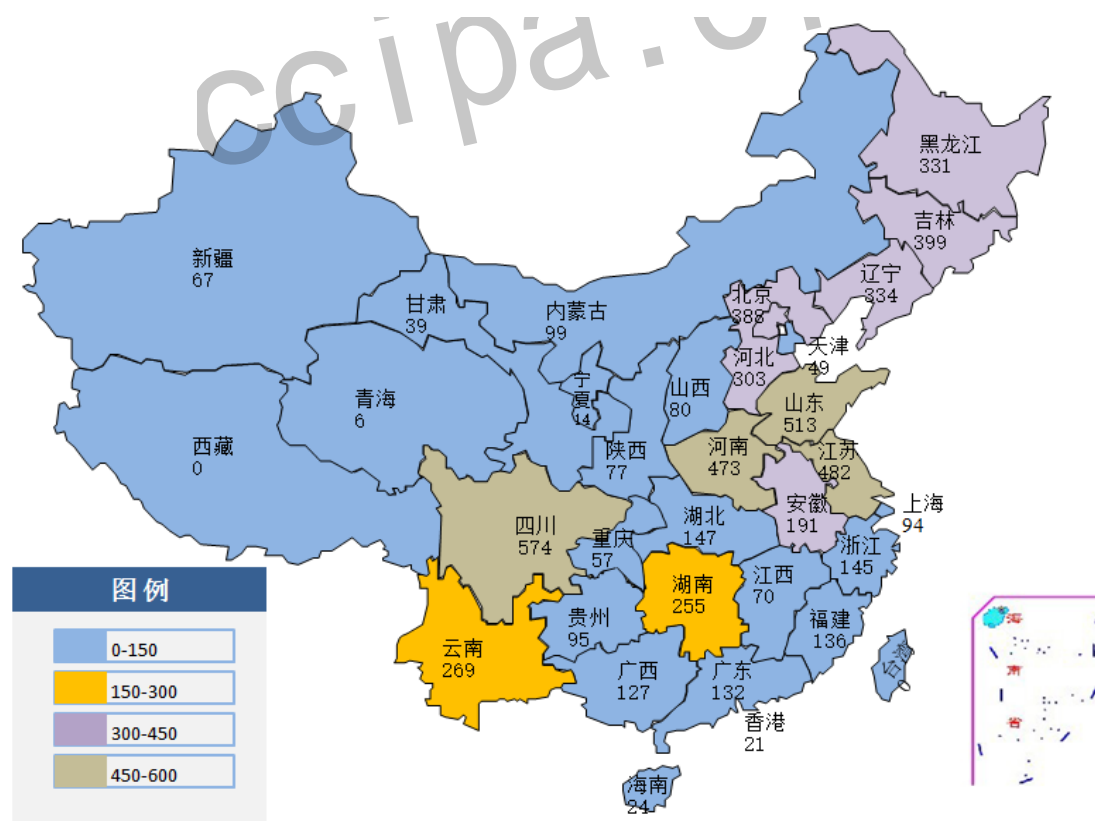 ccipa.o
黑龙江
331
吉林
399
辽宁
334
新疆
67
甘肃
39
内蒙古
99
北京
388
天津
49
河北
303
宁
夏
14
山西
80
青海
6
山东
513
西藏
0
陕西
77
河南
473
江苏
482
安徽
191
上海
94
四川
574
湖北
147
重庆
57
浙江
145
湖南
255
江西
70
贵州
95
福建
136
云南
269
广西
127
广东
132
台湾
香港
21
海南
24
图例
0-150
150-300
300-450
450-600
海
南
省